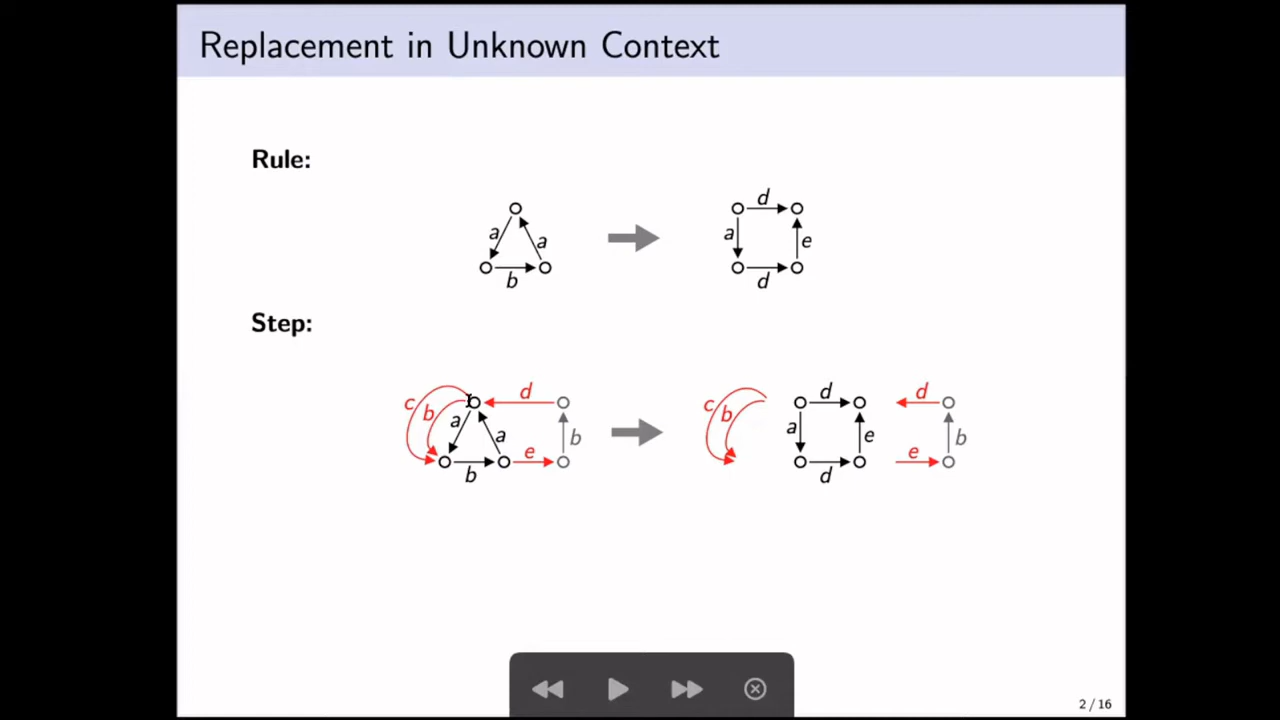 Replacement in Unknown Context
Rule:
d
a a a e
b d
Step:
c b a a d e b b
c b a d e d d e b
2 / 16